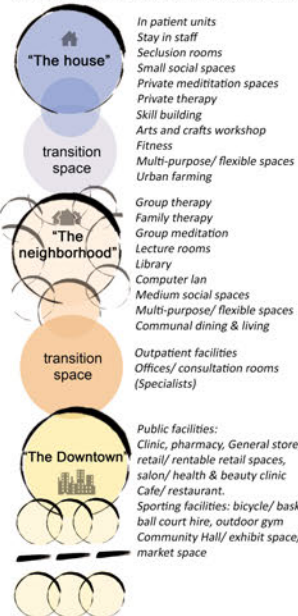 In patient units
Stay in staff
Seclusion rooms
Small social spaces
Private medititation spaces
Private therapy
Skill building
Arts and crafts workshop
Fitness
Multi-purpose/ flexible spaces
Urban farming
"The house"
transition
space
Group therapy
Family therapy
Group meditation
Lecture rooms
Library
Computer lan
Medium social spaces
Multi-purpose/ flexible spaces
Communal dining & living
"The
neighborhood"
transition
space
Outpatient facilities
Offices/ consultation rooms
(Specialists)
"The Downtown"
Public facilities:
Clinic, pharmacy, General store
retail/ rentable retail spaces,
salon/ health & beauty clinic
Cafe/ restaurant.
Sporting facilities: bicycle/ bask
ball court hire, outdoor gym
Community Hall/ exhibit space/
market space